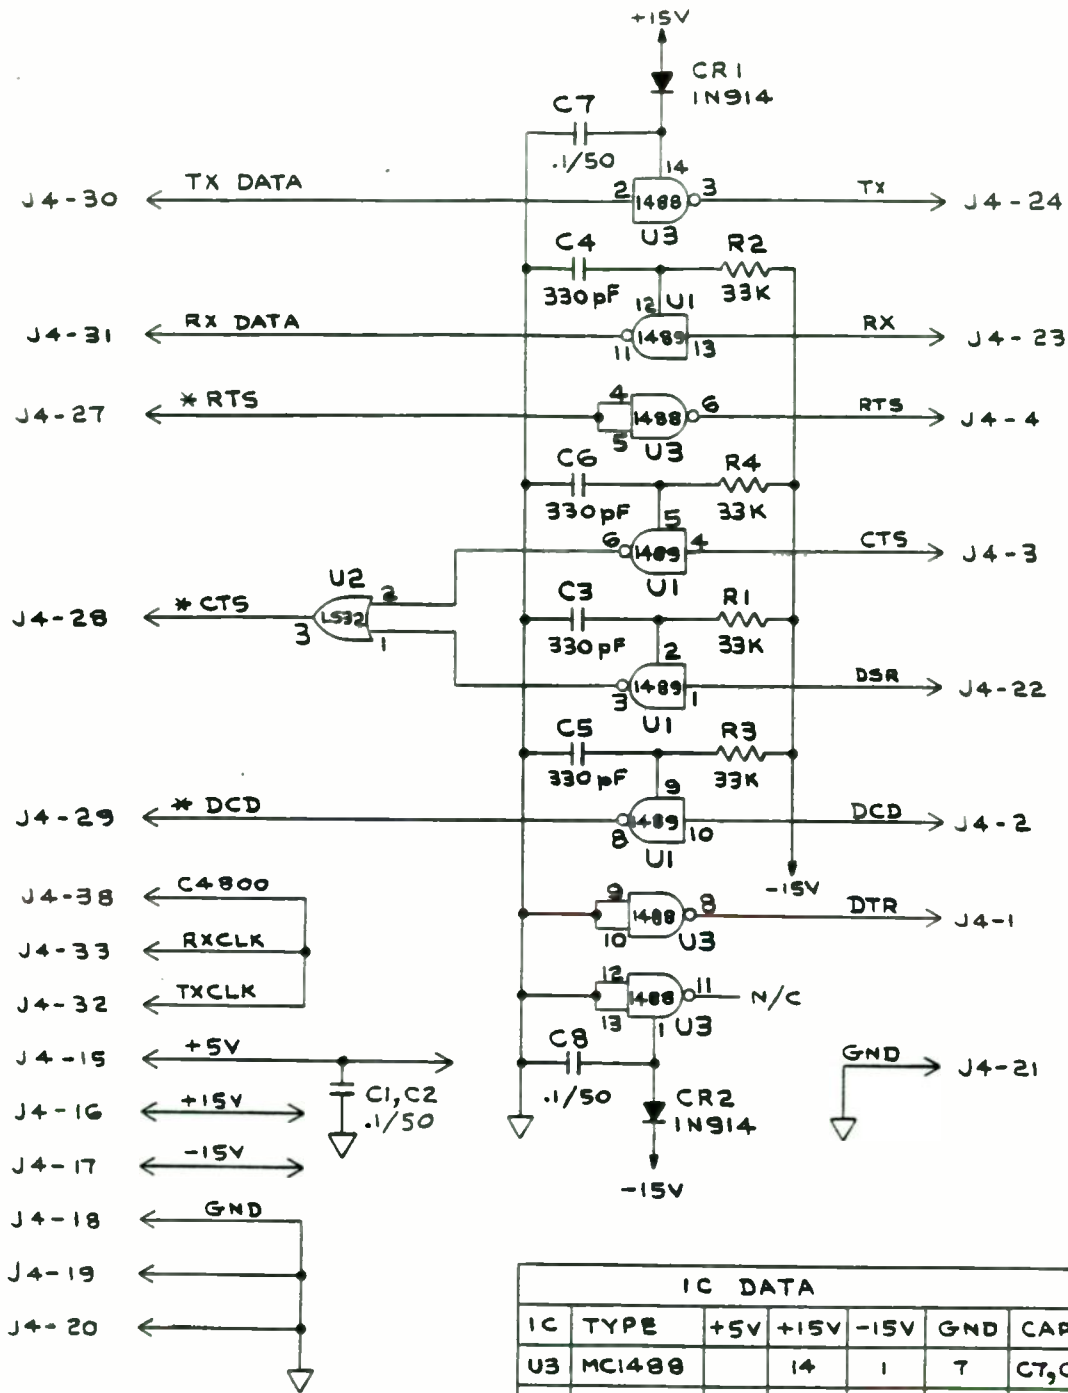 +15V
CR1
1N914
C7
.1/50
14
J4-30
TX DATA
2
1488
3
TX
J4-24
U3
C4
R2
330pF
33K
12
U1
J4-31
RX DATA
11
1489
13
RX
J4-23
J4-27
* RTS
4
5
1488
6
RTS
J4-4
U3
C6
R4
330pF
33K
5
6
1489
4
CTS
J4-3
U1
U2
2
J4-28
* CTS
3
LS32
1
C3
R1
330pF
33K
2
3
1489
1
DSR
J4-22
U1
C5
R3
330pF
33K
9
J4-29
* DCD
8
1489
10
DCD
J4-2
U1
-15V
J4-38
C4800
9
10
1488
8
DTR
J4-1
U3
J4-33
RXCLK
J4-32
TXCLK
12
13
1488
11
N/C
1
U3
J4-15
+5V
C8
.1/50
GND
J4-21
C1,C2
.1/50
CR2
1N914
J4-16
+15V
J4-17
-15V
-15V
J4-18
GND
J4-19
J4-20
IC DATA
IC TYPE +5V +15V -15V GND CAP
U3 MC1488 14 1 7 C7,C